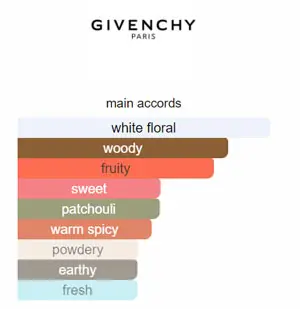 GIVENCHY
PARIS
main accords
white floral
woody
fruity
sweet
patchouli
warm spicy
powdery
earthy
fresh